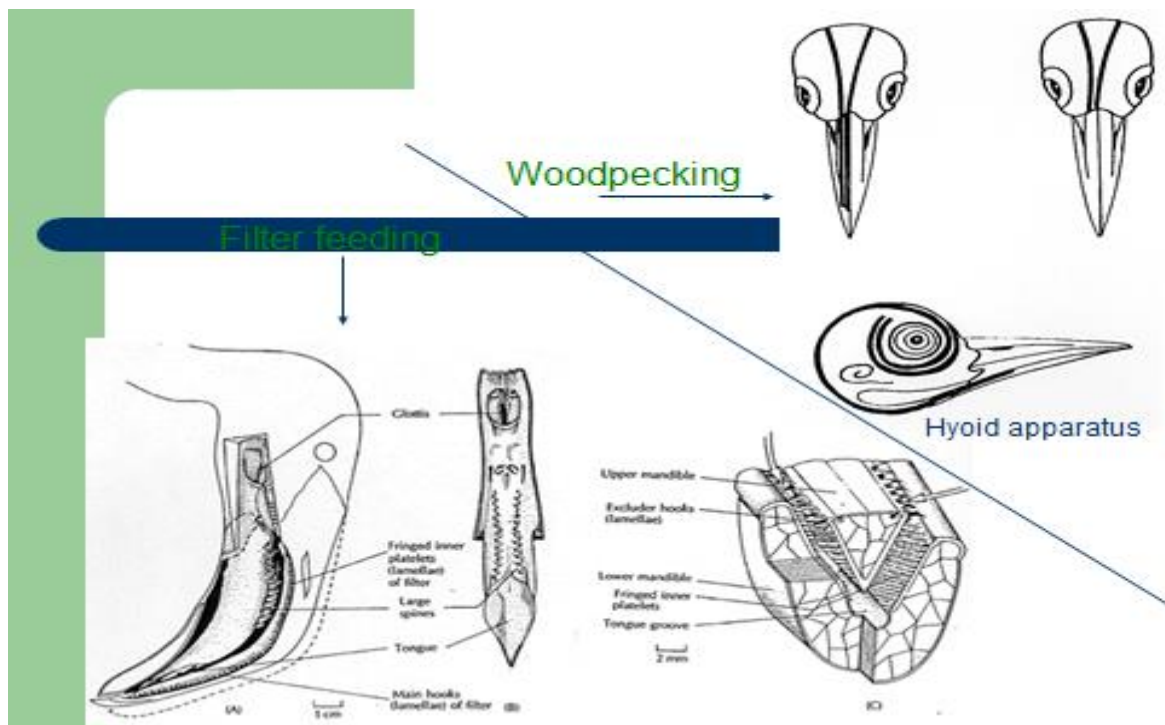 Woodpecking
Filter feeding
Hyoid apparatus
Glottis
Fringed inner
platelets
(lamellae)
of filter
Large
spines
Tongue
Main hooks
(lamellae) of filter
(A)
1 cm
(B)
Upper mandible
Excluder hooks
(lamellae)
Lower mandible
Fringed inner
platelets
Tongue groove
2 mm
(C)